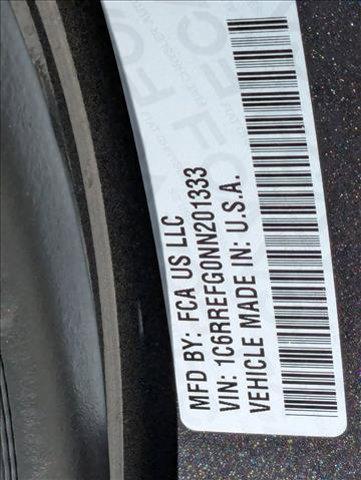 MFD BY: FCA US LLC
VIN: 1C6RREFG0NN201333
VEHICLE MADE IN: U.S.A.